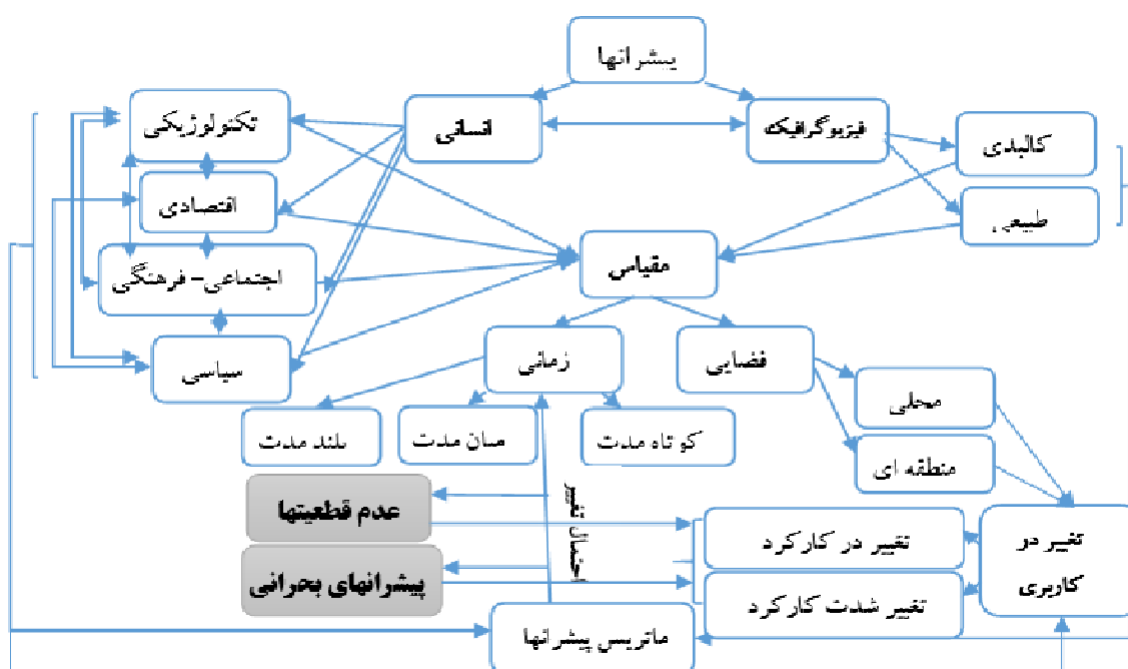 پیشرانها
تکنولوژیکی
انسانی
فیزیوگرافیک
کالبدی
اقتصادی
طبیعی
اجتماعی- فرهنگی
مقیاس
سیاسی
زمانی
فضایی
محلی
بلند مدت
میان مدت
کوتاه مدت
منطقه ای
احتمال تغییر
عدم قطعیتها
تغییر در کارکرد
تغییر در
کاربری
پیشرانهای بحرانی
تغییر شدت کارکرد
ماتریس پیشرانها